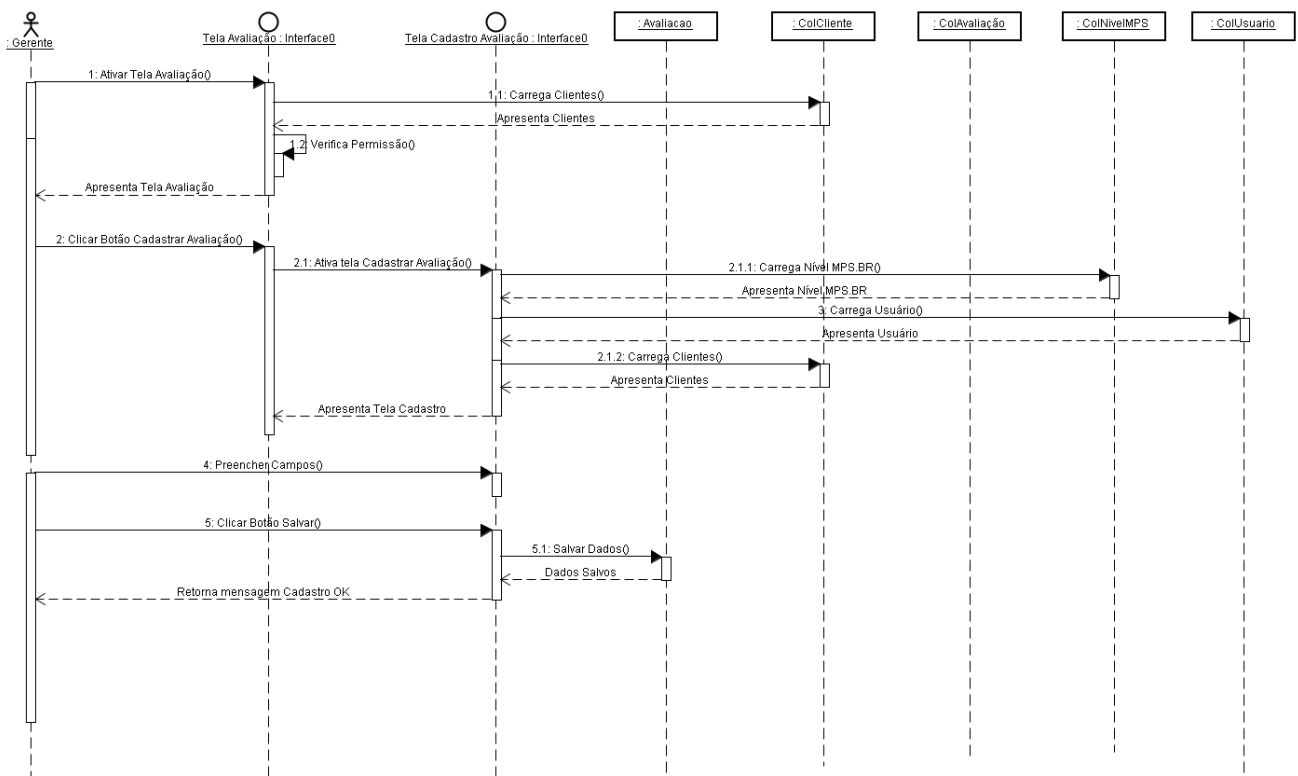 : Gerente
Tela Avaliação : Interface0
Tela Cadastro Avaliação : Interface0
: Avaliacao
: ColCliente
: ColAvaliação
: ColNivelMPS
: ColUsuario
1: Ativar Tela Avaliação()
1.1: Carrega Clientes()
Apresenta Clientes
1.2: Verifica Permissão()
Apresenta Tela Avaliação
2: Clicar Botão Cadastrar Avaliação()
2.1: Ativa tela Cadastrar Avaliação()
2.1.1: Carrega Nível MPS.BR()
Apresenta Nível MPS.BR
3: Carrega Usuário()
Apresenta Usuário
2.1.2: Carrega Clientes()
Apresenta Clientes
Apresenta Tela Cadastro
4: Preencher Campos()
5: Clicar Botão Salvar()
5.1: Salvar Dados()
Dados Salvos
Retorna mensagem Cadastro OK